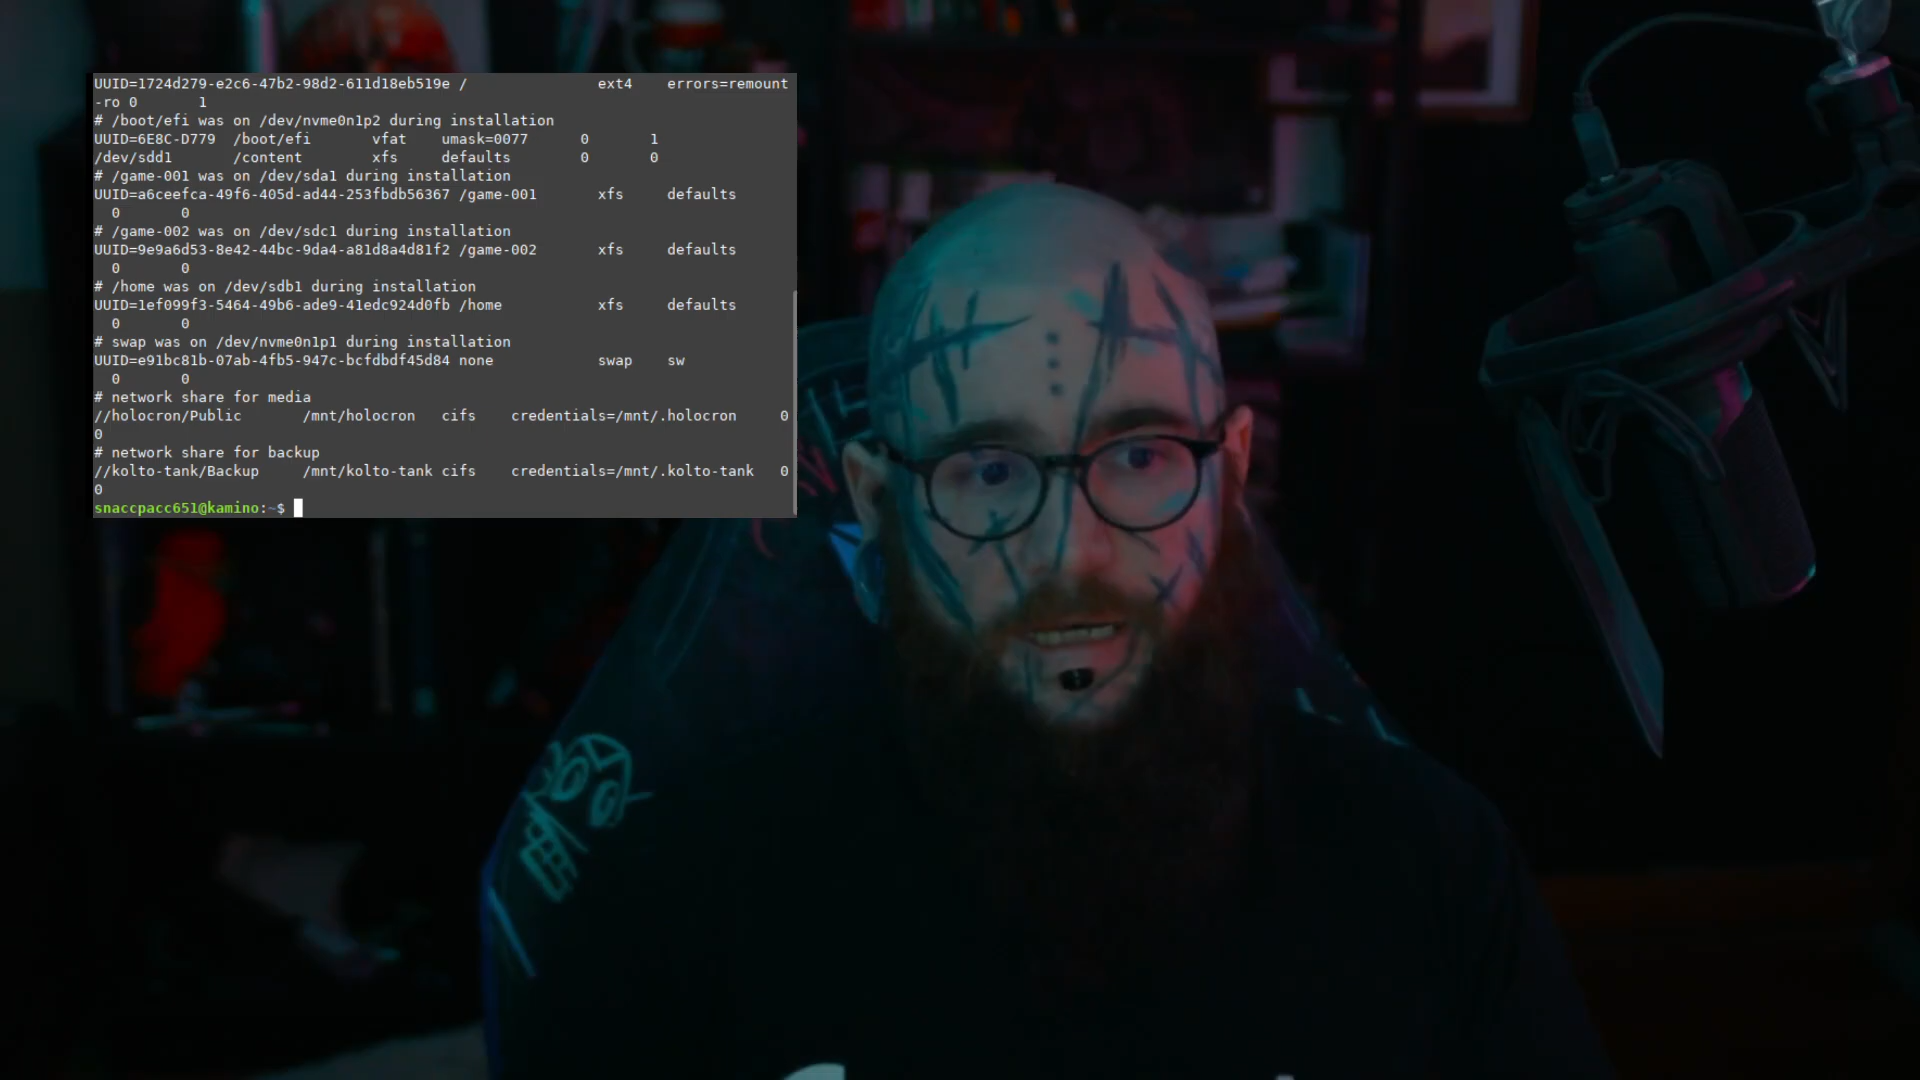 UUID=1724d279-e2c6-47b2-98d2-611d18eb519e /               ext4    errors=remount
-ro 0       1
# /boot/efi was on /dev/nvme0n1p2 during installation
UUID=6E8C-D779  /boot/efi       vfat    umask=0077      0       1
/dev/sdd1       /content        xfs     defaults        0       0
# /game-001 was on /dev/sda1 during installation
UUID=a6ceefca-49f6-405d-ad44-253fbdb56367 /game-001       xfs     defaults
  0       0
# /game-002 was on /dev/sdc1 during installation
UUID=9e9a6d53-8e42-44bc-9da4-a81d8a4d81f2 /game-002       xfs     defaults
  0       0
# /home was on /dev/sdb1 during installation
UUID=1ef099f3-5464-49b6-ade9-41edc924d0fb /home           xfs     defaults
  0       0
# swap was on /dev/nvme0n1p1 during installation
UUID=e91bc81b-07ab-4fb5-947c-bcfdbdf45d84 none            swap    sw
  0       0
# network share for media
//holocron/Public       /mnt/holocron   cifs    credentials=/mnt/.holocron     0
0
# network share for backup
//kolto-tank/Backup     /mnt/kolto-tank cifs    credentials=/mnt/.kolto-tank   0
0
snaccpacc651@kamino:~$